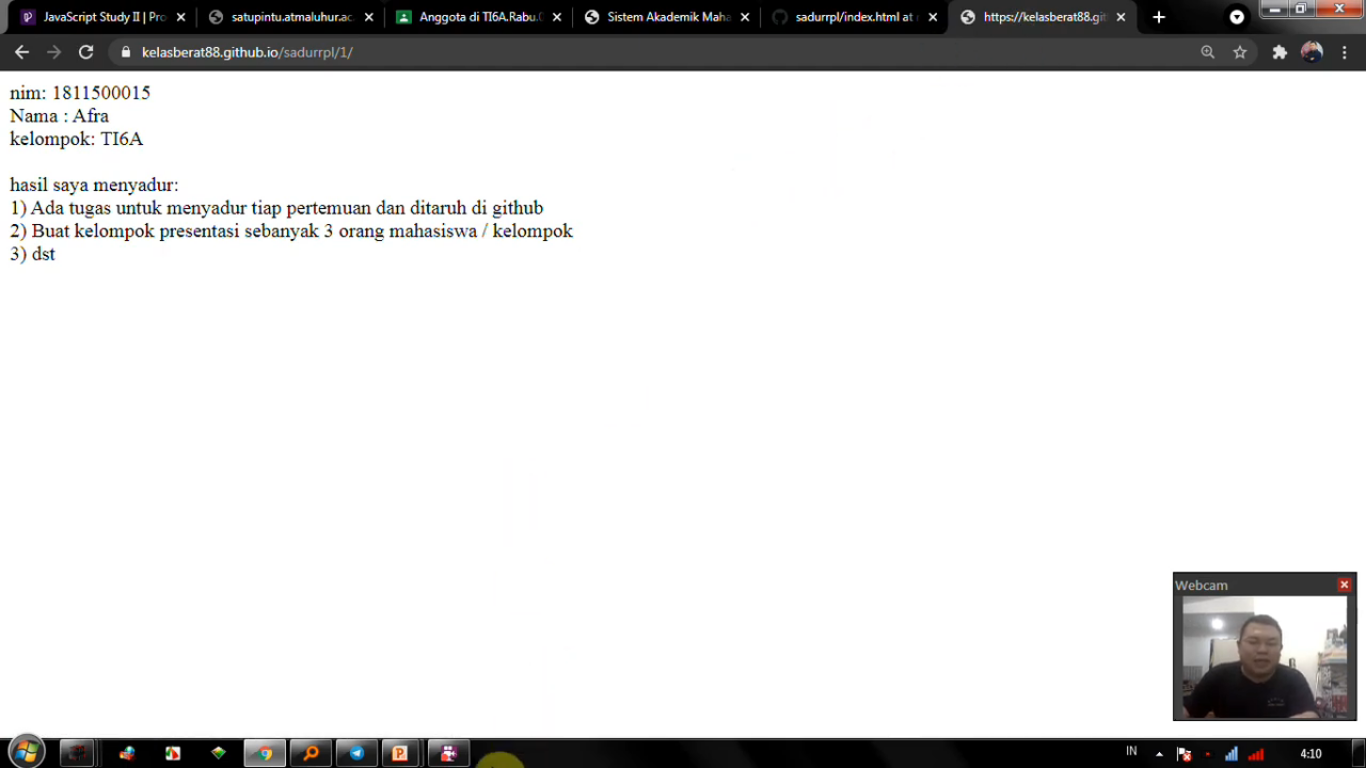 JavaScript Study II | Pro
satupintu.atmaluhur.ac.
Anggota di TI6A.Rabu.0
Sistem Akademik Maha
sadurrpl/index.html at m
https://kelasberat88.git
kelasberat88.github.io/sadurrpl/1/
nim: 1811500015
Nama : Afra
kelompok: TI6A
hasil saya menyadur:
1) Ada tugas untuk menyadur tiap pertemuan dan ditaruh di github
2) Buat kelompok presentasi sebanyak 3 orang mahasiswa / kelompok
3) dst
Webcam
IN
4:10